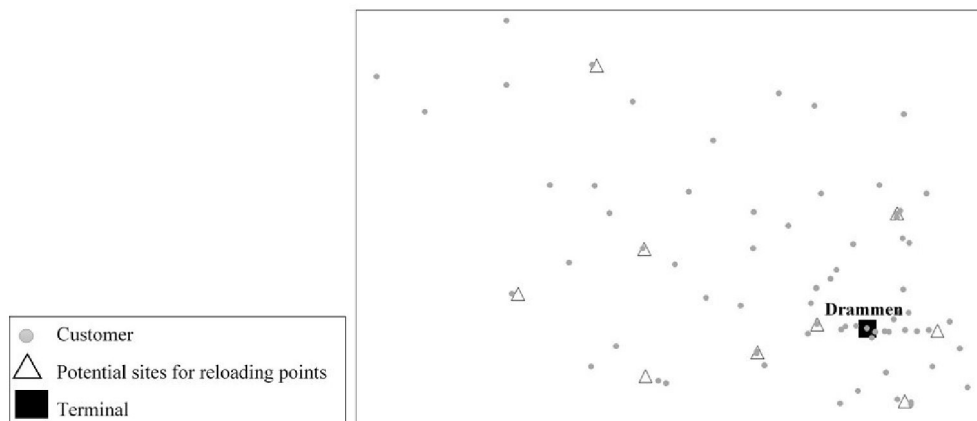 Drammen
Customer
Potential sites for reloading points
Terminal